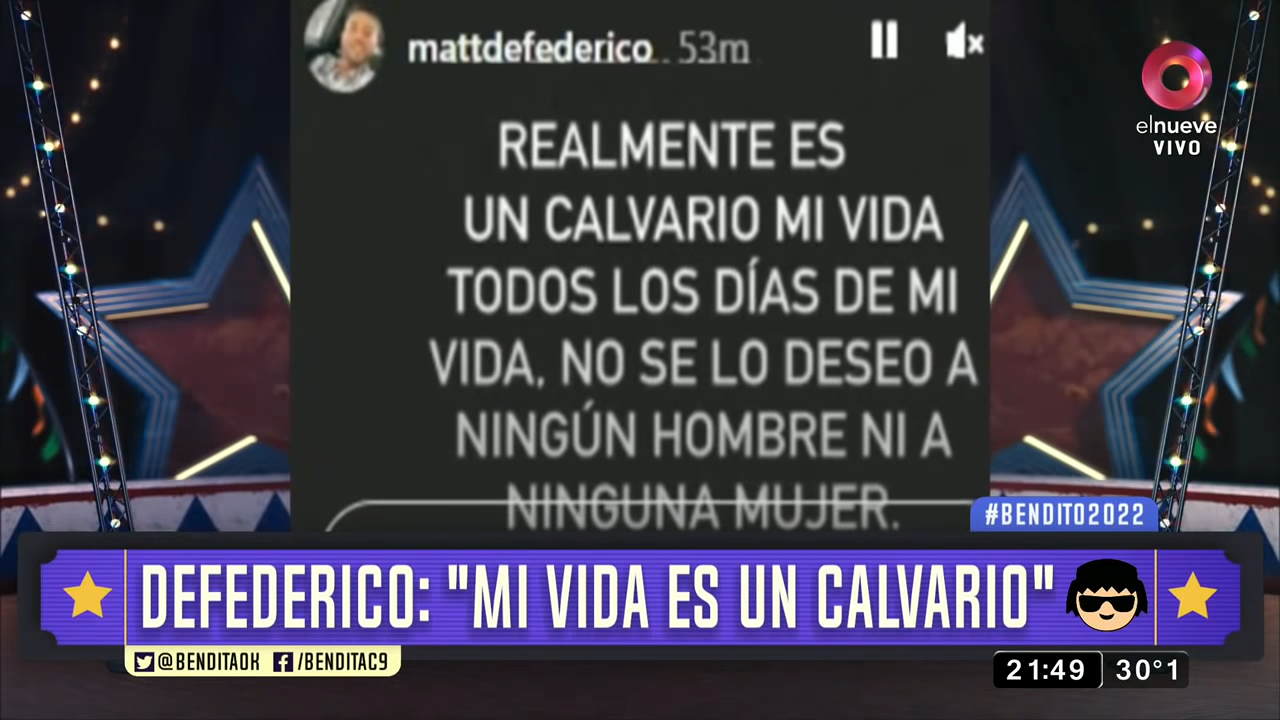 mattdefederico 53m
elnueve
VIVO
REALMENTE ES
UN CALVARIO MI VIDA
TODOS LOS DÍAS DE MI
VIDA, NO SE LO DESEO A
NINGÚN HOMBRE NI A
NINGUNA MUJER.
#BENDITO2022
DEFEDERICO: "MI VIDA ES UN CALVARIO"
@BENDITAOK /BENDITAC9
21:49 30°1